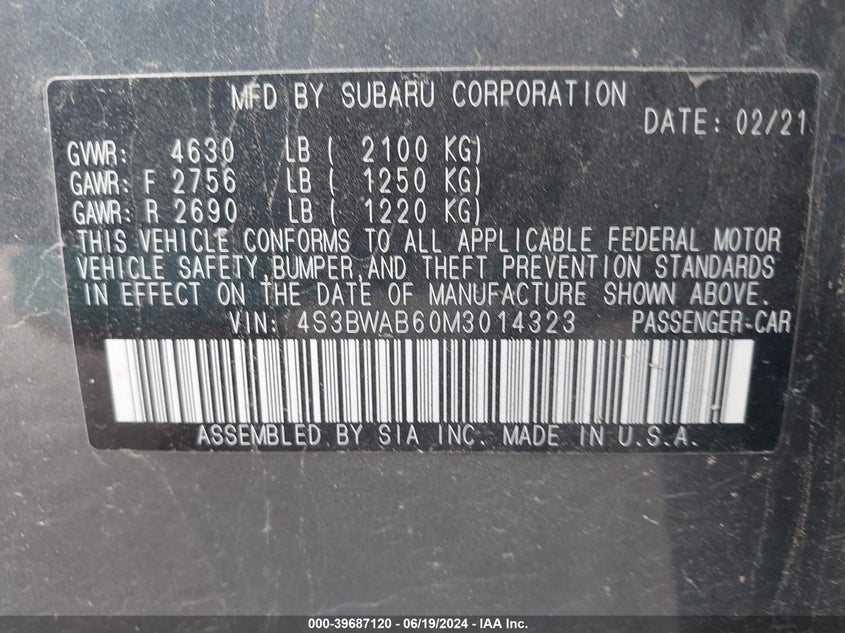 MFD BY SUBARU CORPORATION
DATE: 02/21
GVWR: 4630 LB ( 2100 KG)
GAWR: F 2756 LB ( 1250 KG)
GAWR: R 2690 LB ( 1220 KG)
THIS VEHICLE CONFORMS TO ALL APPLICABLE FEDERAL MOTOR
VEHICLE SAFETY,BUMPER,AND THEFT PREVENTION STANDARDS
IN EFFECT ON THE DATE OF MANUFACTURE SHOWN ABOVE.
VIN: 4S3BWAB60M3014323 PASSENGER-CAR
ASSEMBLED BY SIA INC. MADE IN U.S.A.
000-39687120 - 06/19/2024 - IAA Inc.